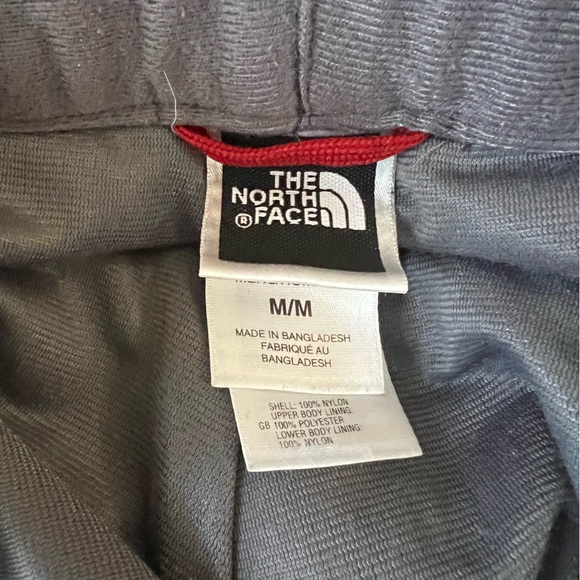 THE
NORTH
FACE
®
M/M
MADE IN BANGLADESH
FABRIQUÉ AU
BANGLADESH
SHELL: 100% NYLON
UPPER BODY LINING:
GB 100% POLYESTER
LOWER BODY LINING:
100% NYLON